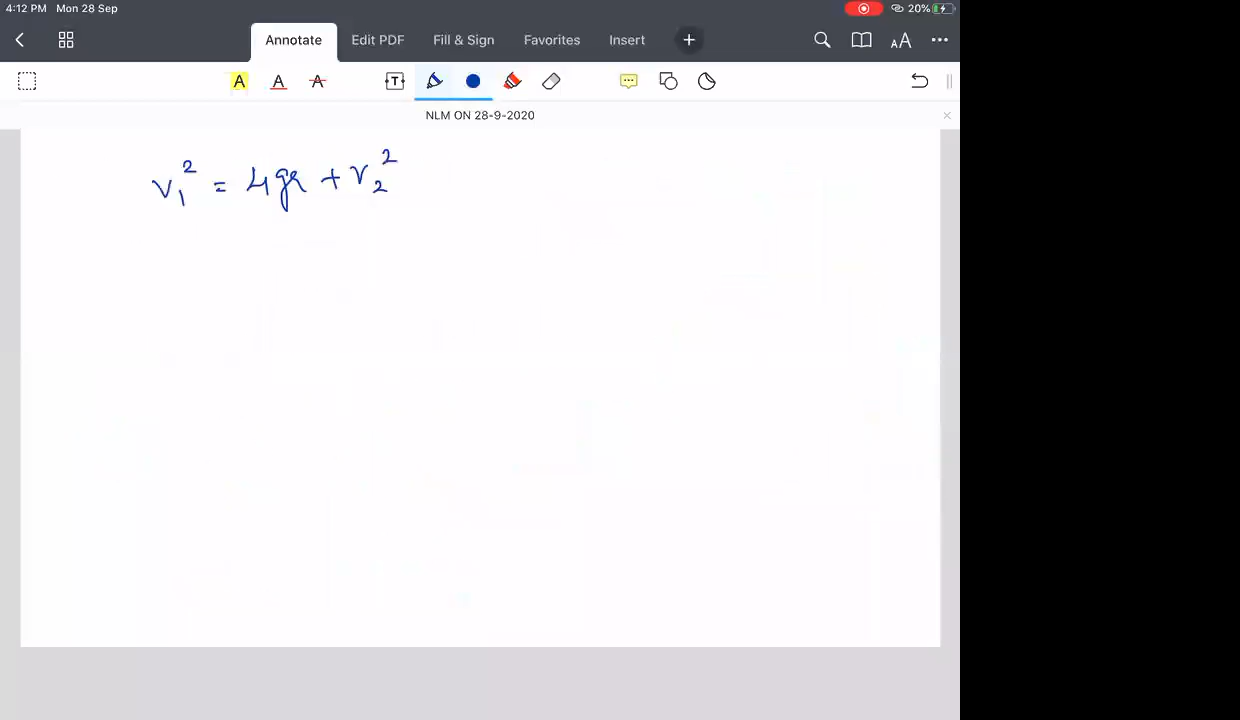 4:12 PM Mon 28 Sep 20%
Annotate Edit PDF Fill & Sign Favorites Insert
A A A T
NLM ON 28-9-2020
v₁² = 4gr + v₂²